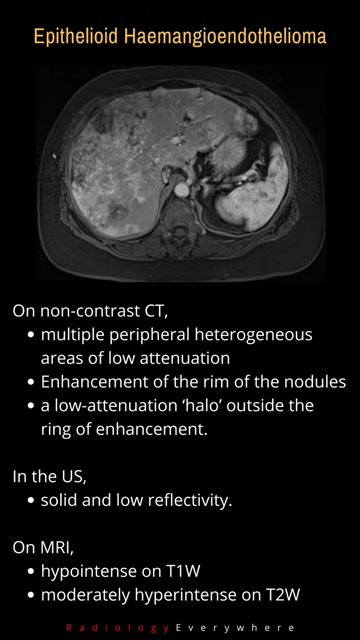 Epithelioid Haemangioendothelioma
On non-contrast CT,
• multiple peripheral heterogeneous
areas of low attenuation
• Enhancement of the rim of the nodules
• a low-attenuation ‘halo’ outside the
ring of enhancement.
In the US,
• solid and low reflectivity.
On MRI,
• hypointense on T1W
• moderately hyperintense on T2W
RadiologyEverywhere